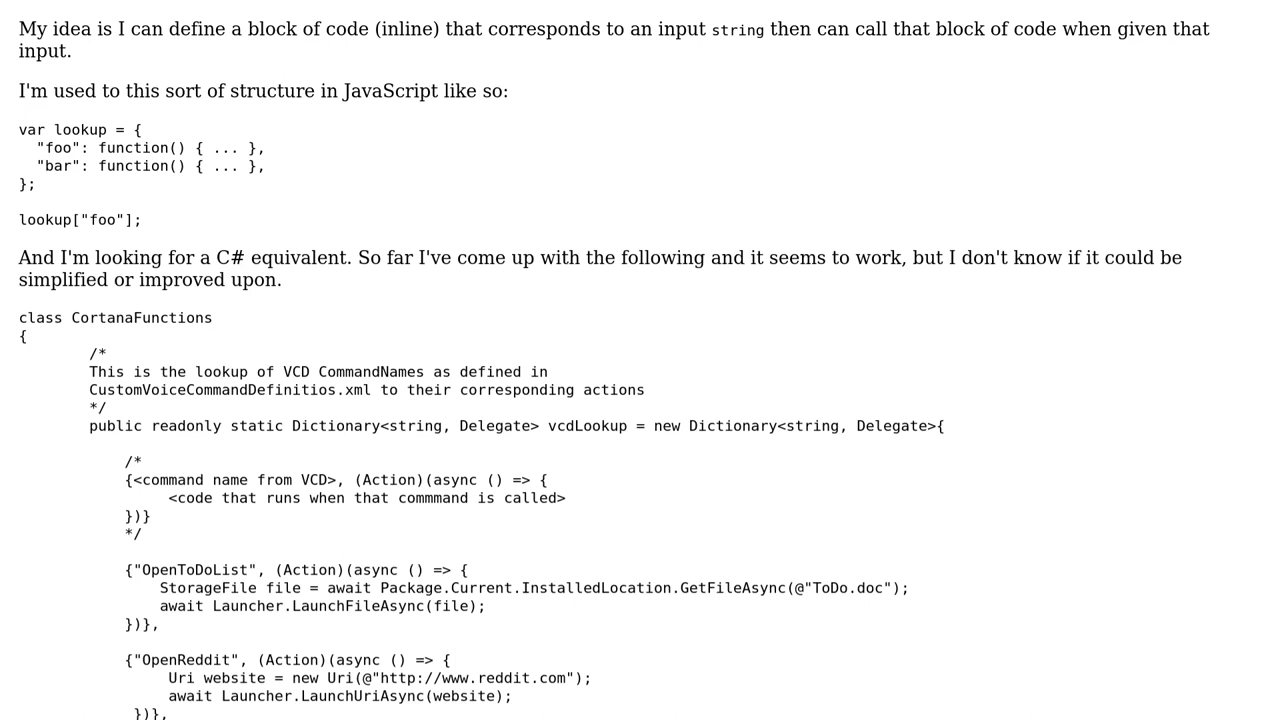 My idea is I can define a block of code (inline) that corresponds to an input string then can call that block of code when given that
input.
I'm used to this sort of structure in JavaScript like so:
var lookup = {
  "foo": function() { ... },
  "bar": function() { ... },
};
lookup["foo"];
And I'm looking for a C# equivalent. So far I've come up with the following and it seems to work, but I don't know if it could be
simplified or improved upon.
class CortanaFunctions
{
        /*
        This is the lookup of VCD CommandNames as defined in
        CustomVoiceCommandDefinitios.xml to their corresponding actions
        */
        public readonly static Dictionary<string, Delegate> vcdLookup = new Dictionary<string, Delegate>{
            /*
            {<command name from VCD>, (Action)(async () => {
                 <code that runs when that commmand is called>
            })}
            */
            {"OpenToDoList", (Action)(async () => {
                StorageFile file = await Package.Current.InstalledLocation.GetFileAsync(@"ToDo.doc");
                await Launcher.LaunchFileAsync(file);
            })},
            {"OpenReddit", (Action)(async () => {
                 Uri website = new Uri(@"http://www.reddit.com");
                 await Launcher.LaunchUriAsync(website);
             })},